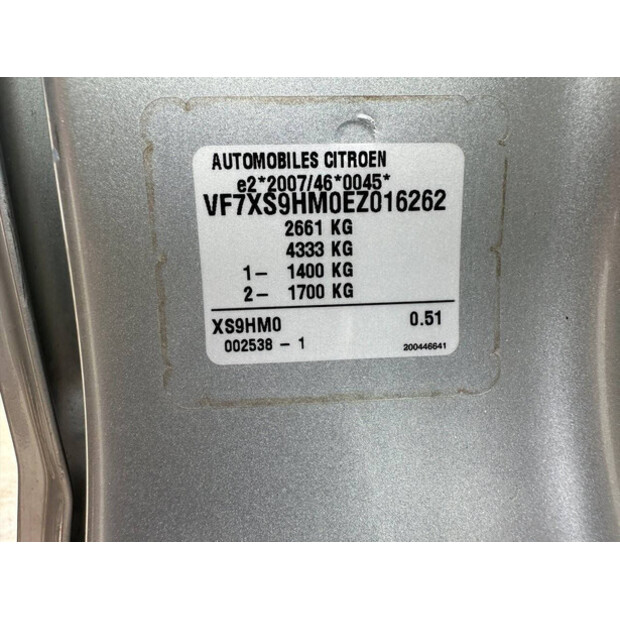 AUTOMOBILES CITROEN
e2*2007/46*0045*
VF7XS9HM0EZ016262
2661 KG
4333 KG
1- 1400 KG
2- 1700 KG
XS9HM0 0.51
002538 - 1 200446641